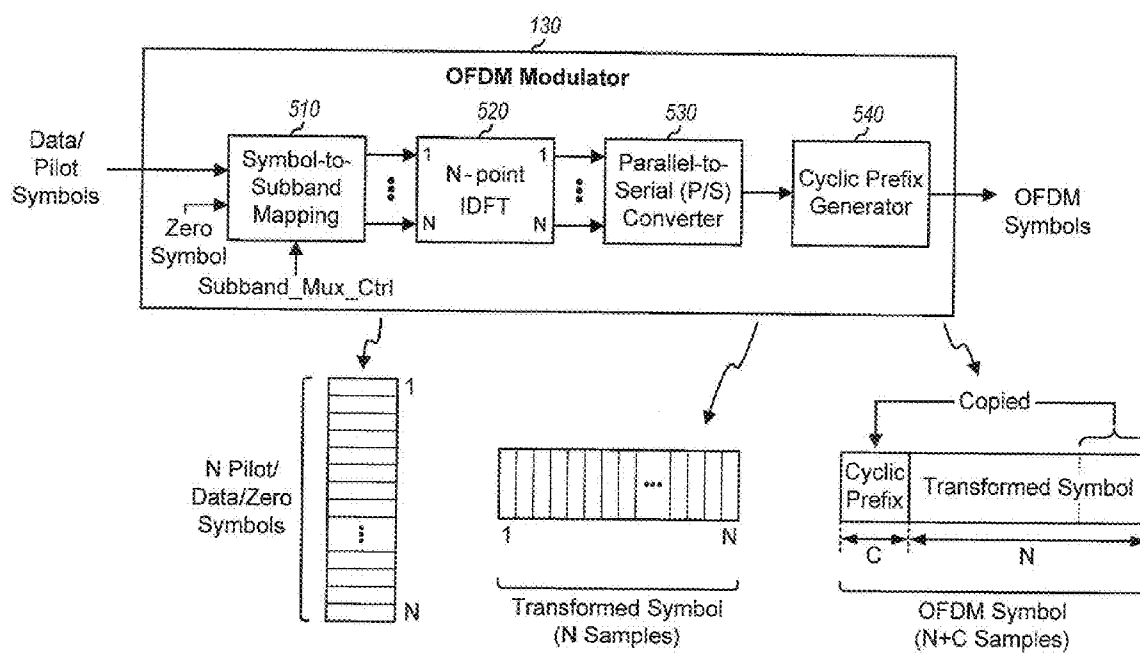 130
OFDM Modulator
510
520
530
540
Data/
Pilot
Symbols
Symbol-to-
Subband
Mapping
Zero
Symbol
Subband_Mux_Ctrl
1
N
N-point
IDFT
1
N
Parallel-to-
Serial (P/S)
Converter
Cyclic Prefix
Generator
OFDM
Symbols
N Pilot/
Data/Zero
Symbols
1
N
1
N
Transformed Symbol
(N Samples)
Copied
Cyclic
Prefix
Transformed Symbol
C
N
OFDM Symbol
(N+C Samples)